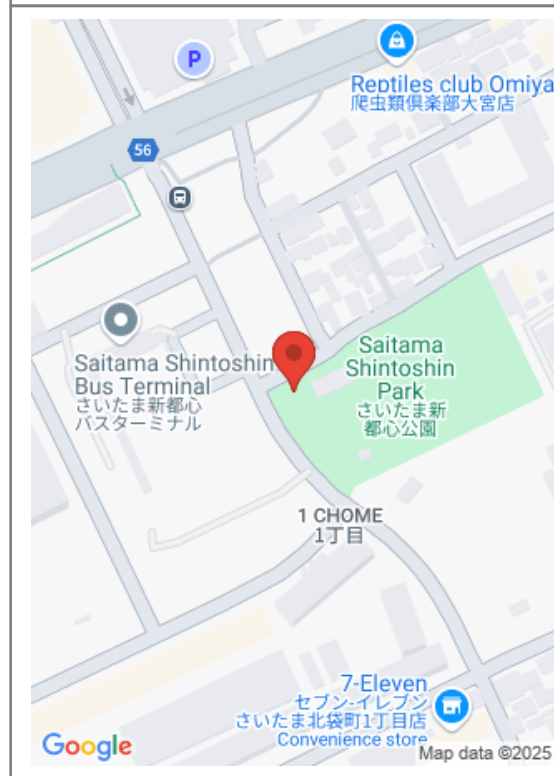 P
Reptiles club Omiya
爬虫類倶楽部大宮店
56
Saitama Shintoshin
Bus Terminal
さいたま新都心
バスターミナル
Saitama
Shintoshin
Park
さいたま新
都心公園
1 CHOME
1丁目
7-Eleven
セブン-イレブン
さいたま北袋町1丁目店
Convenience store
Google
Map data ©2025